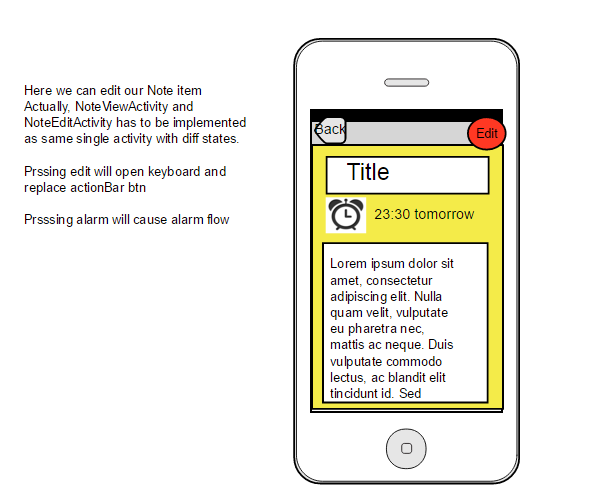 Here we can edit our Note item
Actually, NoteViewActivity and
NoteEditActivity has to be implemented
as same single activity with diff states.
Prssing edit will open keyboard and
replace actionBar btn
Prsssing alarm will cause alarm flow
Back
Edit
Title
23:30 tomorrow
Lorem ipsum dolor sit
amet, consectetur
adipiscing elit. Nulla
quam velit, vulputate
eu pharetra nec,
mattis ac neque. Duis
vulputate commodo
lectus, ac blandit elit
tincidunt id. Sed